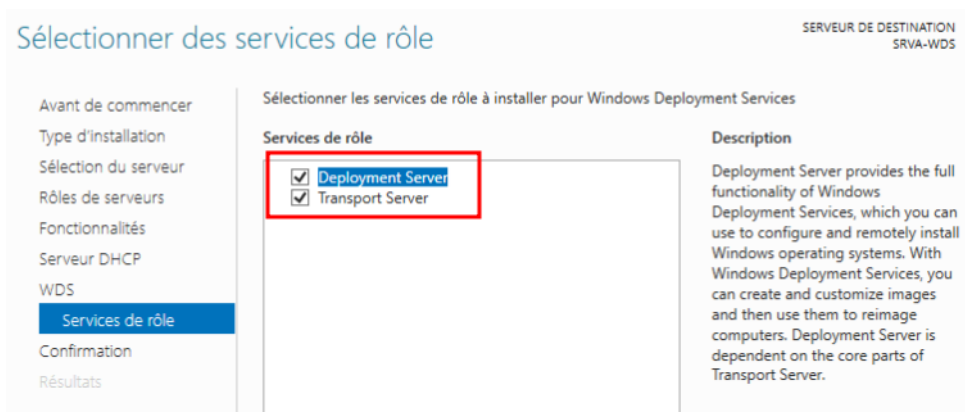 Sélectionner des services de rôle
SERVEUR DE DESTINATION
SRVA-WDS
Avant de commencer
Type d'installation
Sélection du serveur
Rôles de serveurs
Fonctionnalités
Serveur DHCP
WDS
Services de rôle
Confirmation
Résultats
Sélectionner les services de rôle à installer pour Windows Deployment Services
Services de rôle
Deployment Server
Transport Server
Description
Deployment Server provides the full
functionality of Windows
Deployment Services, which you can
use to configure and remotely install
Windows operating systems. With
Windows Deployment Services, you
can create and customize images
and then use them to reimage
computers. Deployment Server is
dependent on the core parts of
Transport Server.